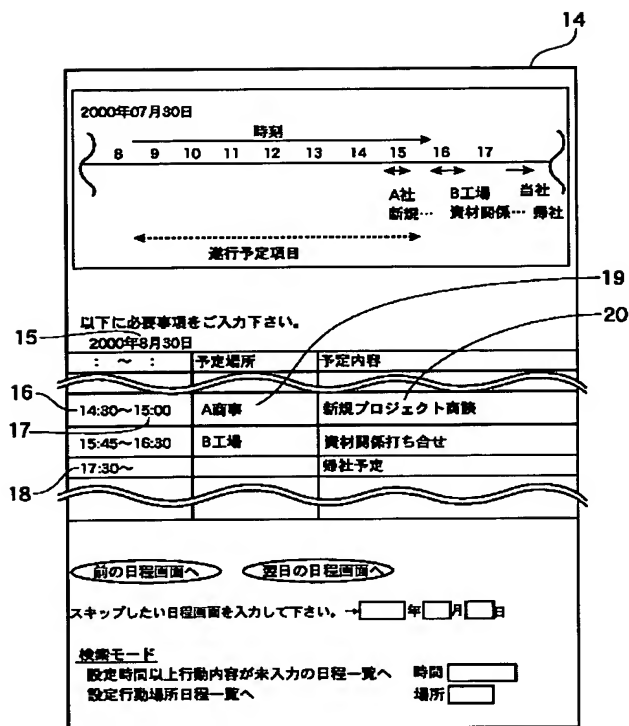 14
2000年07月30日
時刻
8 9 10 11 12 13 14 15 16 17
A社 B工場 当社
新規… 資材関係… 帰社
遂行予定項目
19
以下に必要事項をご入力下さい。
20
15
2000年8月30日
: ～ : 予定場所 予定内容
16 14:30～15:00 A商事 新規プロジェクト商談
17
15:45～16:30 B工場 資材関係打ち合せ
18 17:30～ 帰社予定
前の日程画面へ 翌日の日程画面へ
スキップしたい日程画面を入力して下さい。→ 年 月 日
検索モード
設定時間以上行動内容が未入力の日程一覧へ 時間
設定行動場所日程一覧へ 場所